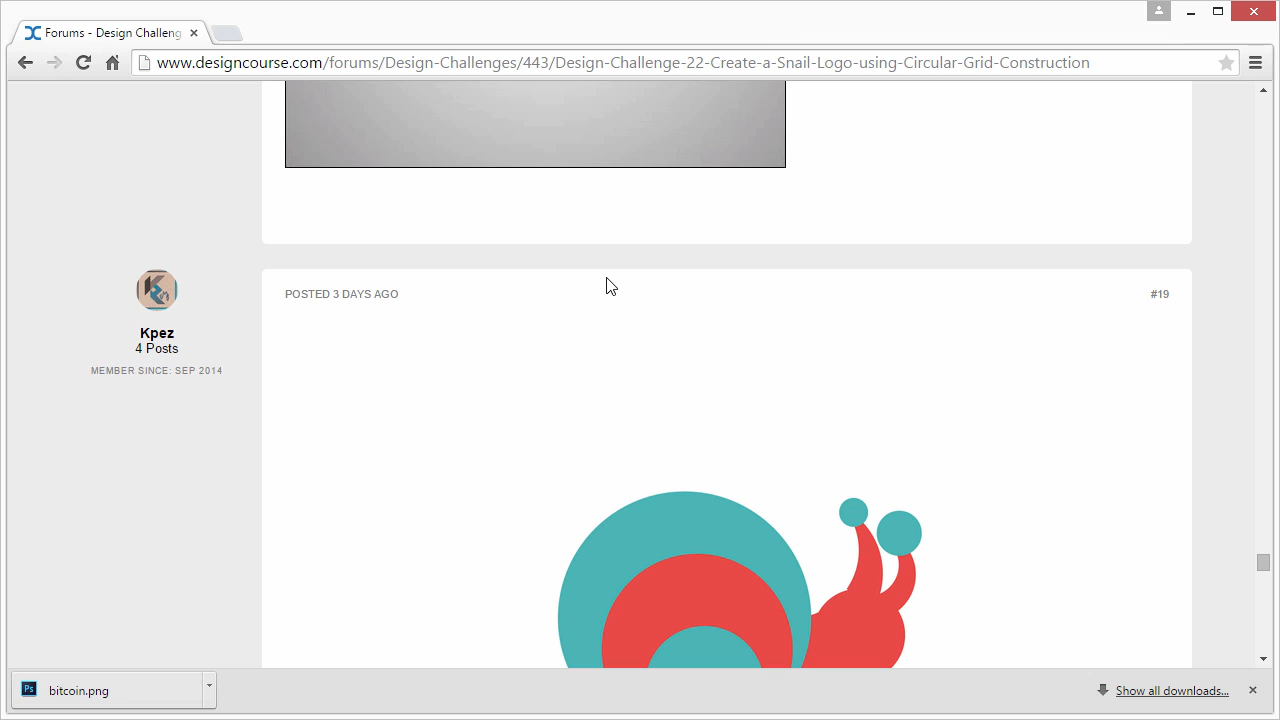 Forums - Design Challeng
www.designcourse.com/forums/Design-Challenges/443/Design-Challenge-22-Create-a-Snail-Logo-using-Circular-Grid-Construction
POSTED 3 DAYS AGO
#19
Kpez
4 Posts
MEMBER SINCE: SEP 2014
Ps
bitcoin.png
Show all downloads...